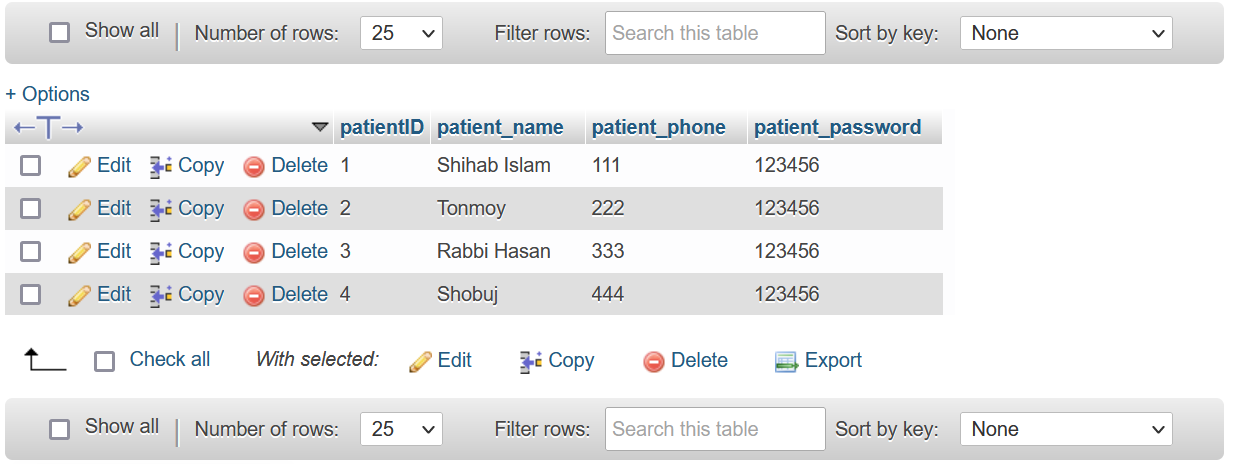 Show all Number of rows: 25 Filter rows: Search this table Sort by key: None
+ Options
←T→ patientID patient_name patient_phone patient_password
Edit Copy Delete 1 Shihab Islam 111 123456
Edit Copy Delete 2 Tonmoy 222 123456
Edit Copy Delete 3 Rabbi Hasan 333 123456
Edit Copy Delete 4 Shobuj 444 123456
Check all With selected: Edit Copy Delete Export
Show all Number of rows: 25 Filter rows: Search this table Sort by key: None